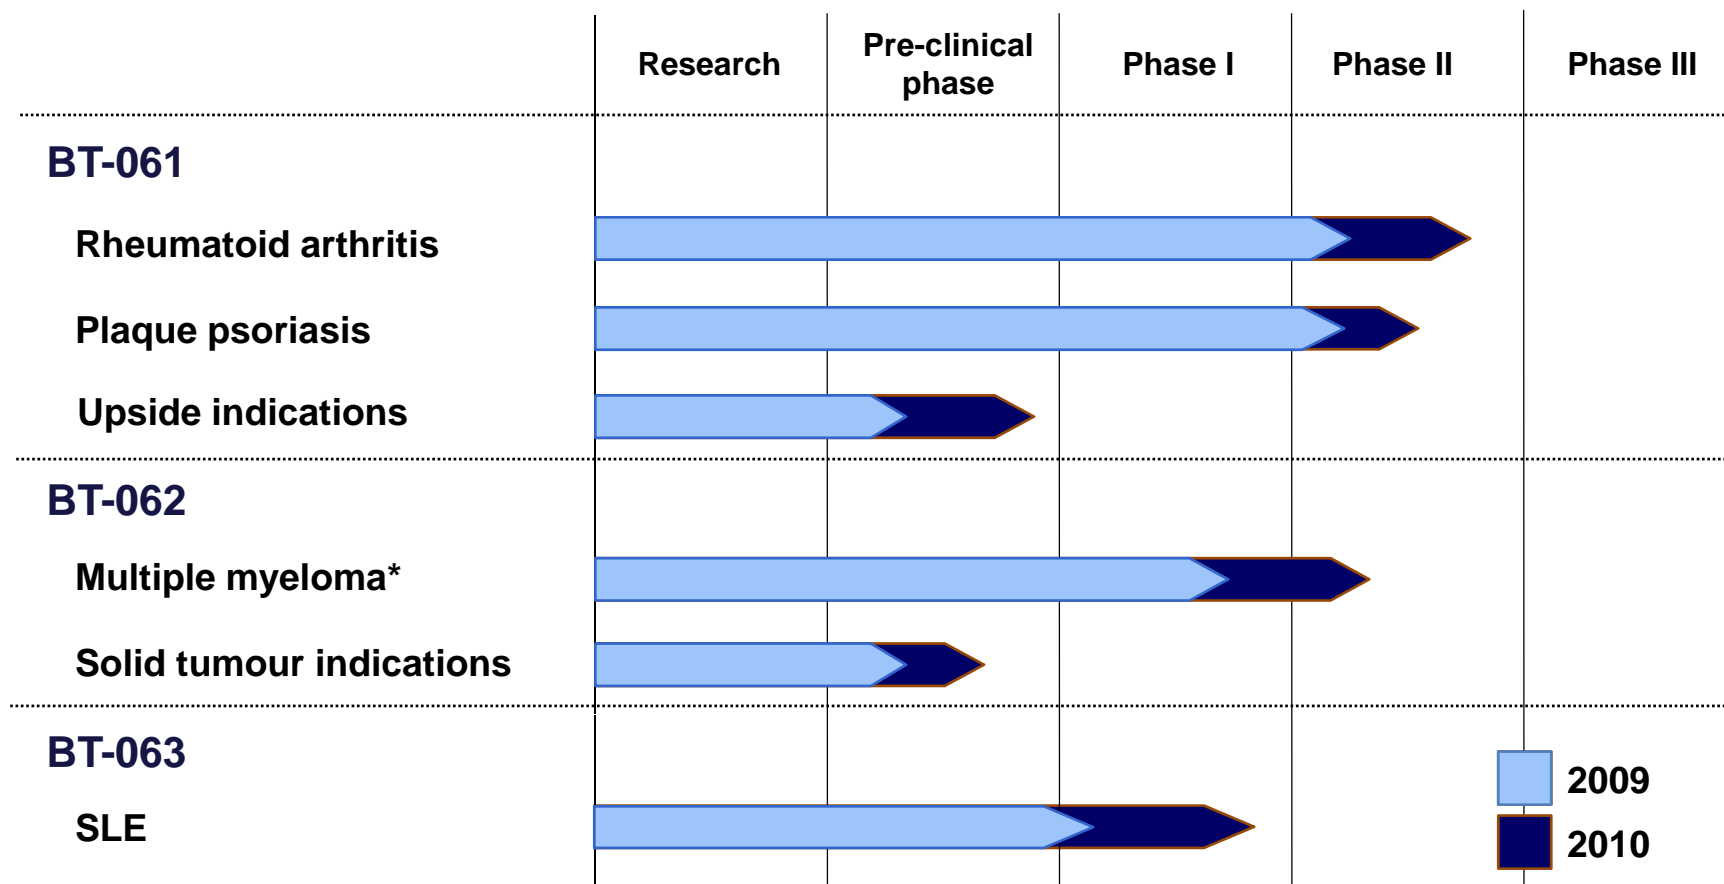 Research
Pre-clinical
phase
Phase I
Phase II
Phase III
BT-061
Rheumatoid arthritis
Plaque psoriasis
Upside indications
BT-062
Multiple myeloma*
Solid tumour indications
BT-063
2009
SLE
2010